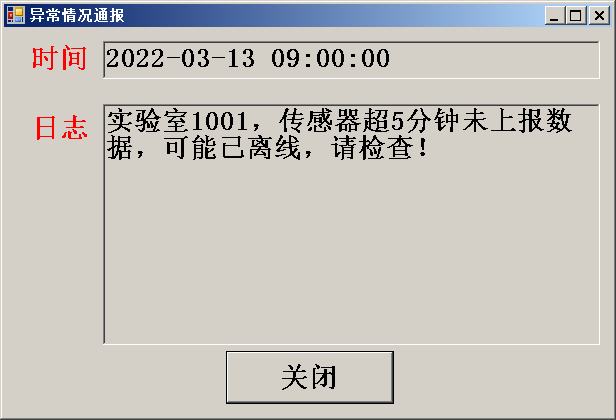 异常情况通报
时间 2022-03-13 09:00:00
日志
实验室1001，传感器超5分钟未上报数
据，可能已离线，请检查！
关闭